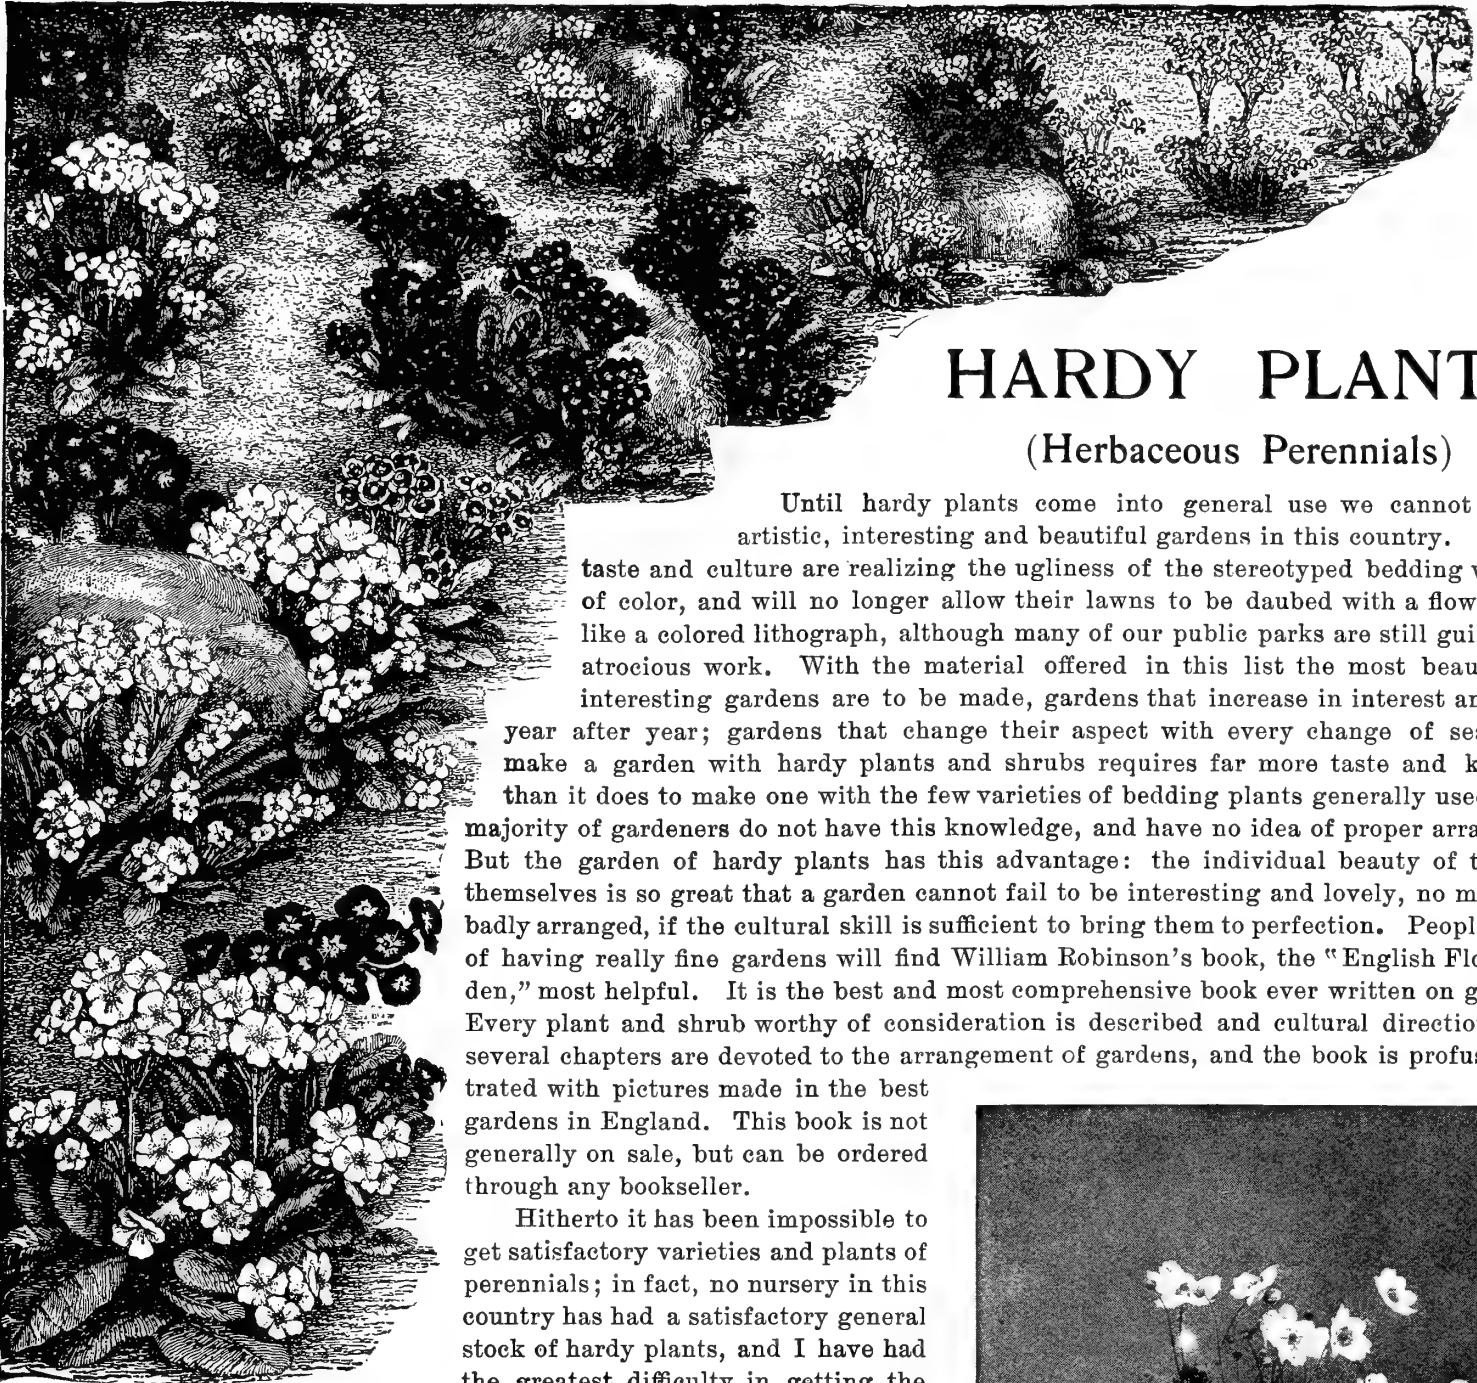 HARDY PLANT
(Herbaceous Perennials)
Until hardy plants come into general use we cannot
artistic, interesting and beautiful gardens in this country.
taste and culture are realizing the ugliness of the stereotyped bedding
of color, and will no longer allow their lawns to be daubed with a flow
like a colored lithograph, although many of our public parks are still gui
atrocious work. With the material offered in this list the most beau
interesting gardens are to be made, gardens that increase in interest an
year after year; gardens that change their aspect with every change of sea
make a garden with hardy plants and shrubs requires far more taste and k
than it does to make one with the few varieties of bedding plants generally use
majority of gardeners do not have this knowledge, and have no idea of proper arra
But the garden of hardy plants has this advantage: the individual beauty of t
themselves is so great that a garden cannot fail to be interesting and lovely, no m
badly arranged, if the cultural skill is sufficient to bring them to perfection. Peopl
of having really fine gardens will find William Robinson's book, the "English Flo
den," most helpful. It is the best and most comprehensive book ever written on g
Every plant and shrub worthy of consideration is described and cultural directio
several chapters are devoted to the arrangement of gardens, and the book is profus
trated with pictures made in the best
gardens in England. This book is not
generally on sale, but can be ordered
through any bookseller.
Hitherto it has been impossible to
get satisfactory varieties and plants of
perennials; in fact, no nursery in this
country has had a satisfactory general
stock of hardy plants, and I have had
the greatest difficulty in getting the